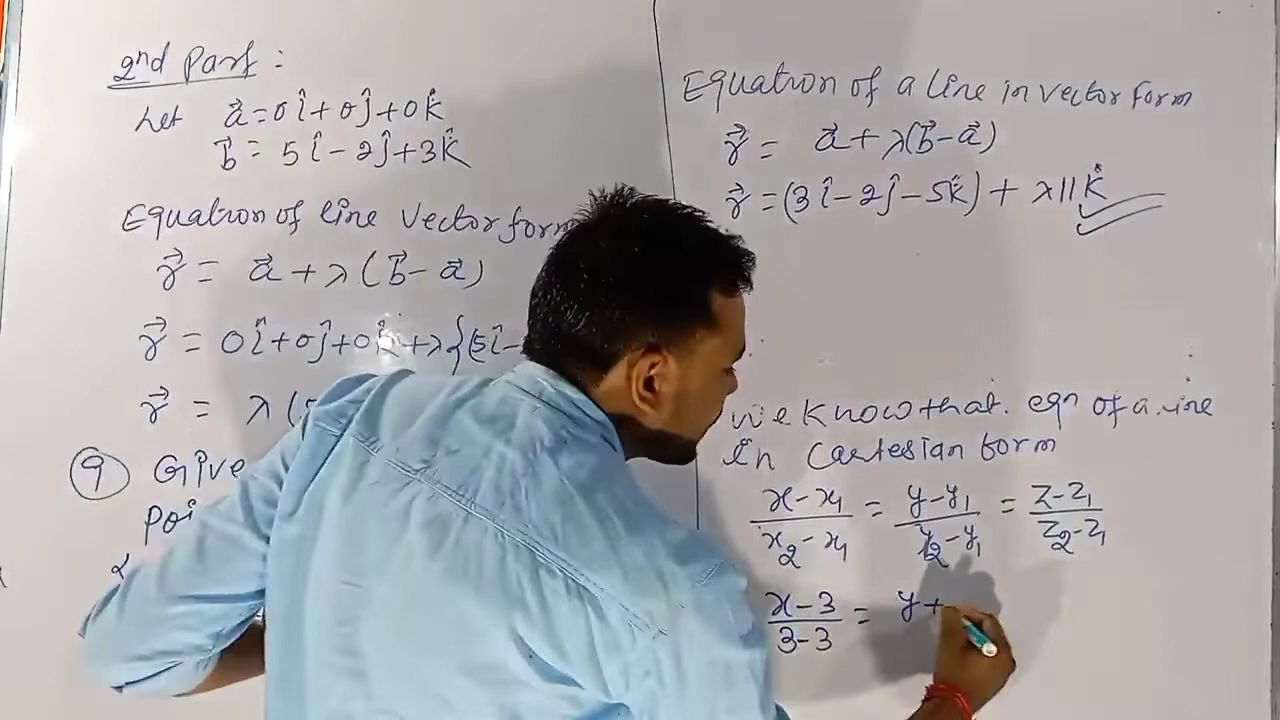 2nd Part :
Let a⃗ = 0î + 0ĵ + 0k̂
b⃗ = 5î - 2ĵ + 3k̂
Equation of line vector form
r⃗ = a⃗ + λ(b⃗ - a⃗)
r⃗ = 0î + 0ĵ + 0k̂ + λ{(5î -
r⃗ = λ(
9 Give
Poi
Equation of a line in vector form
r⃗ = a⃗ + λ(b⃗ - a⃗)
r⃗ = (3î - 2ĵ - 5k̂) + λ11k̂
We know that. eqn of a line
in Cartesian form
x - x₁ / x₂ - x₁ = y - y₁ / y₂ - y₁ = z - z₁ / z₂ - z₁
x - 3 / 3 - 3 = y +